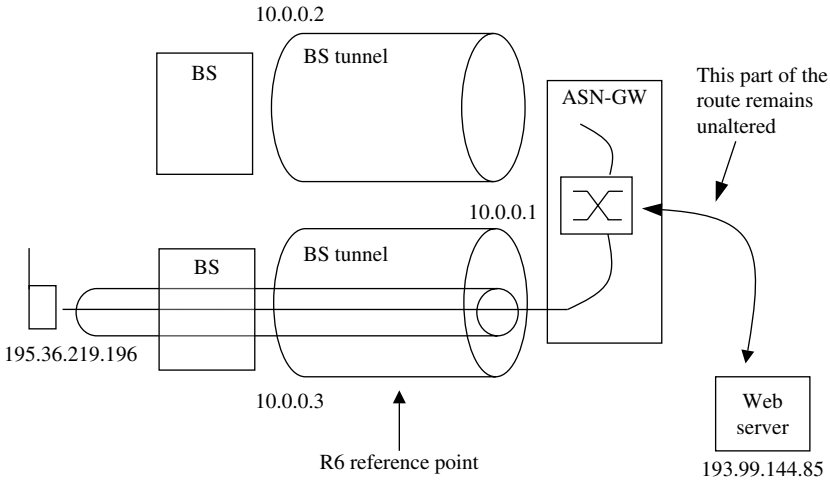 10.0.0.2
BS
BS tunnel
ASN-GW
This part of the
route remains
unaltered
10.0.0.1
BS
BS tunnel
195.36.219.196
10.0.0.3
R6 reference point
Web
server
193.99.144.85